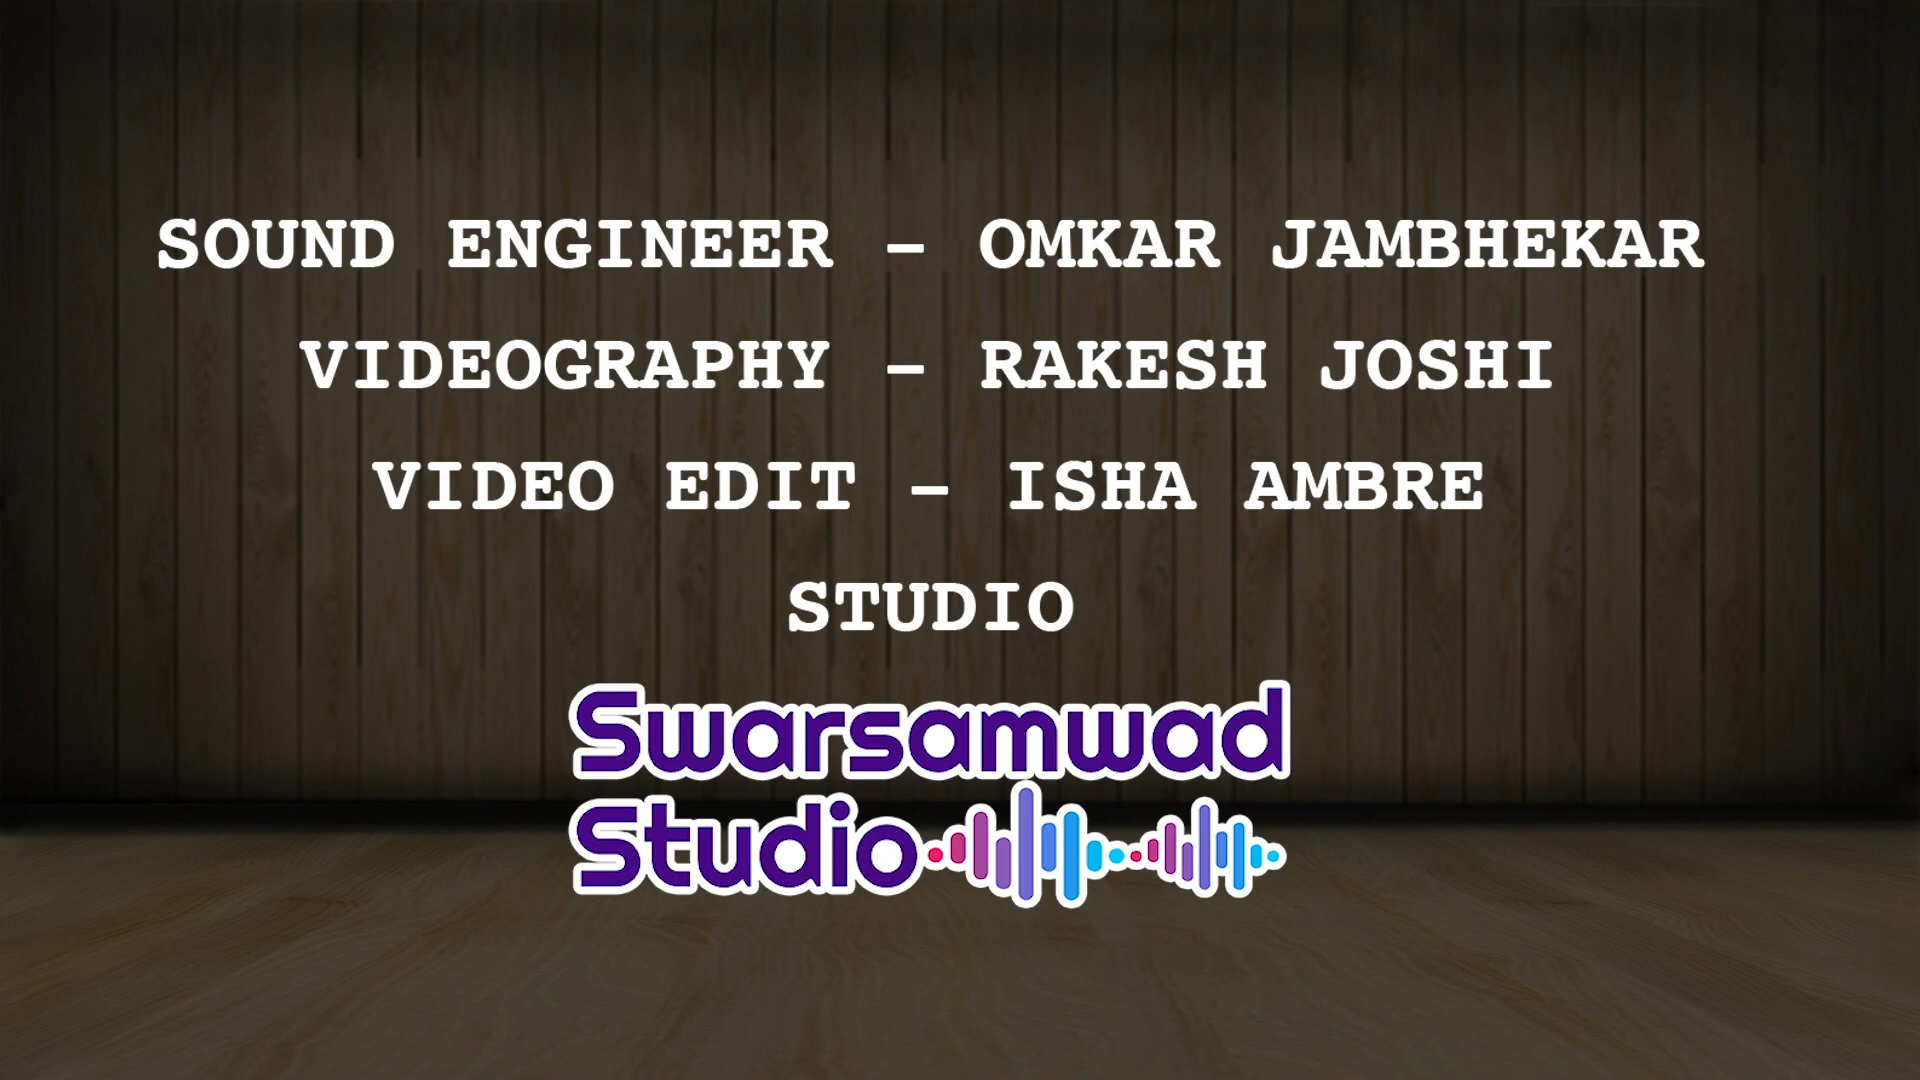 SOUND ENGINEER – OMKAR JAMBHEKAR
VIDEOGRAPHY – RAKESH JOSHI
VIDEO EDIT – ISHA AMBRE
STUDIO
Swarsamwad
Studio